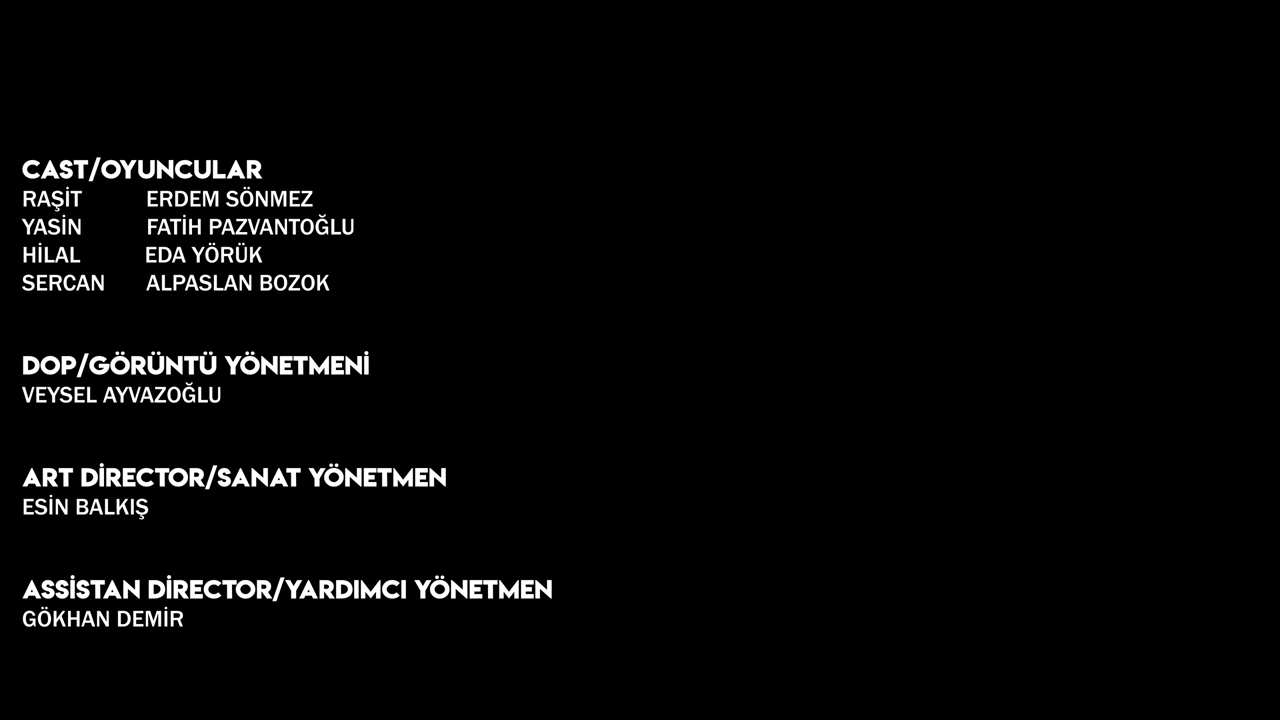 CAST/OYUNCULAR
RAŞİT ERDEM SÖNMEZ
YASİN FATİH PAZVANTOĞLU
HİLAL EDA YÖRÜK
SERCAN ALPASLAN BOZOK
DOP/GÖRÜNTÜ YÖNETMENİ
VEYSEL AYVAZOĞLU
ART DİRECTOR/SANAT YÖNETMEN
ESİN BALKIŞ
ASSİSTAN DİRECTOR/YARDIMCI YÖNETMEN
GÖKHAN DEMİR